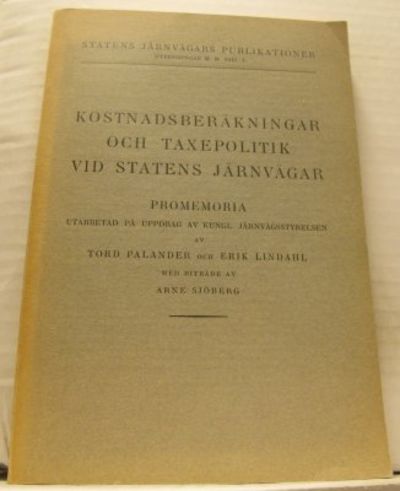 STATENS JÄRNVÄGARS PUBLIKATIONER
KOSTNADSBERÄKNINGAR
OCH TAXEPOLITIK
VID STATENS JÄRNVÄGAR
PROMEMORIA
UTARBETAD PÅ UPPDRAG AV KUNGL. JÄRNVÄGSSTYRELSEN
AV
TORD PALANDER OCH ERIK LINDAHL
MED BITRÄDE AV
ARNE SJÖBERG